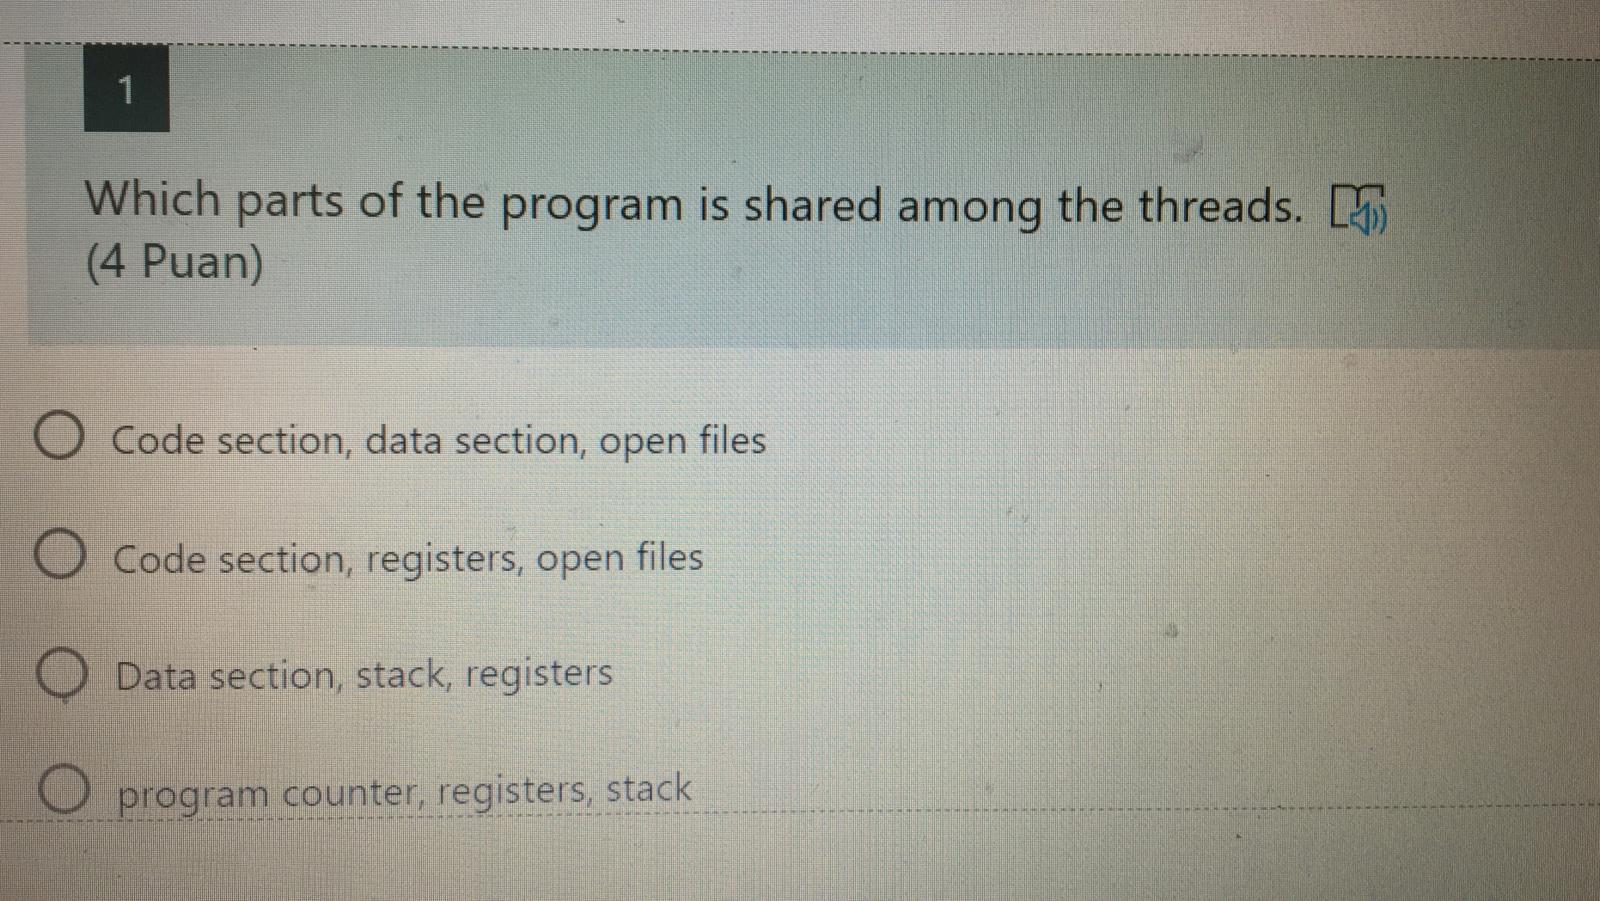 1
Which parts of the program is shared among the threads.
(4 Puan)
Code section, data section, open files
Code section, registers, open files
Data section, stack, registers
program counter, registers, stack